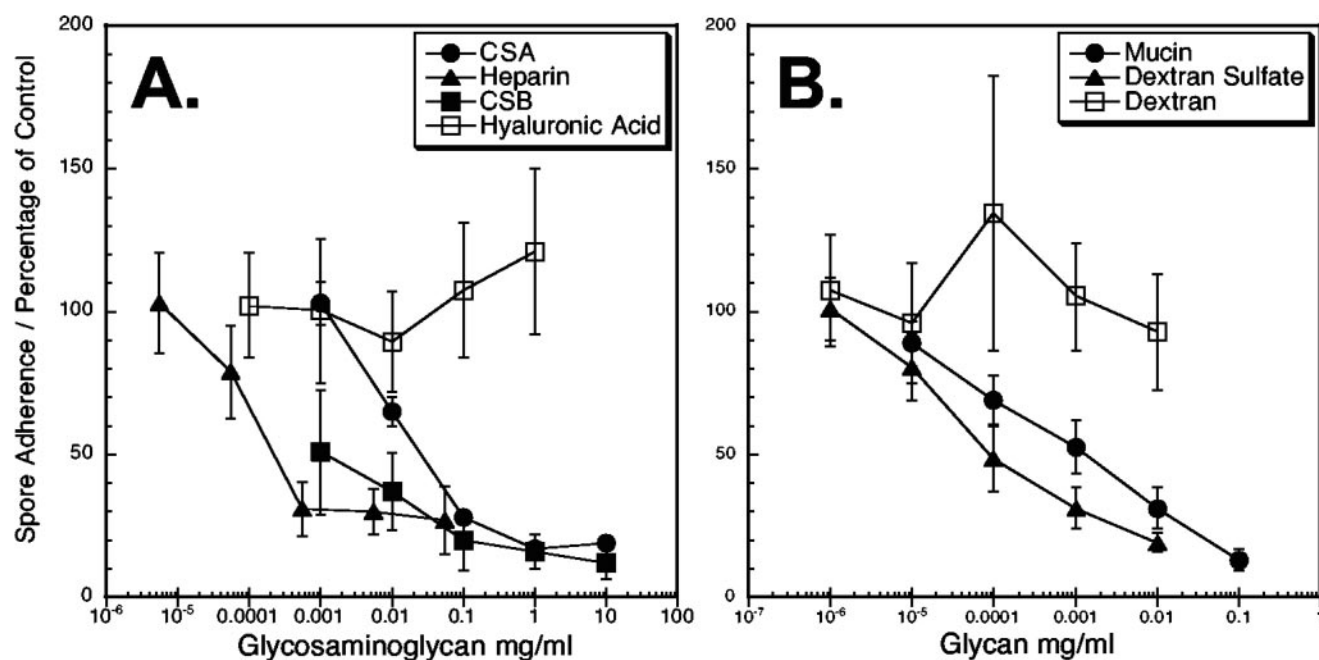 A.
CSA
Heparin
CSB
Hyaluronic Acid
Spore Adherence / Percentage of Control
200
150
100
50
0
10⁻⁶ 10⁻⁵ 0.0001 0.001 0.01 0.1 1 10 100
Glycosaminoglycan mg/ml
B.
Mucin
Dextran Sulfate
Dextran
200
150
100
50
0
10⁻⁷ 10⁻⁶ 10⁻⁵ 0.0001 0.001 0.01 0.1 1
Glycan mg/ml